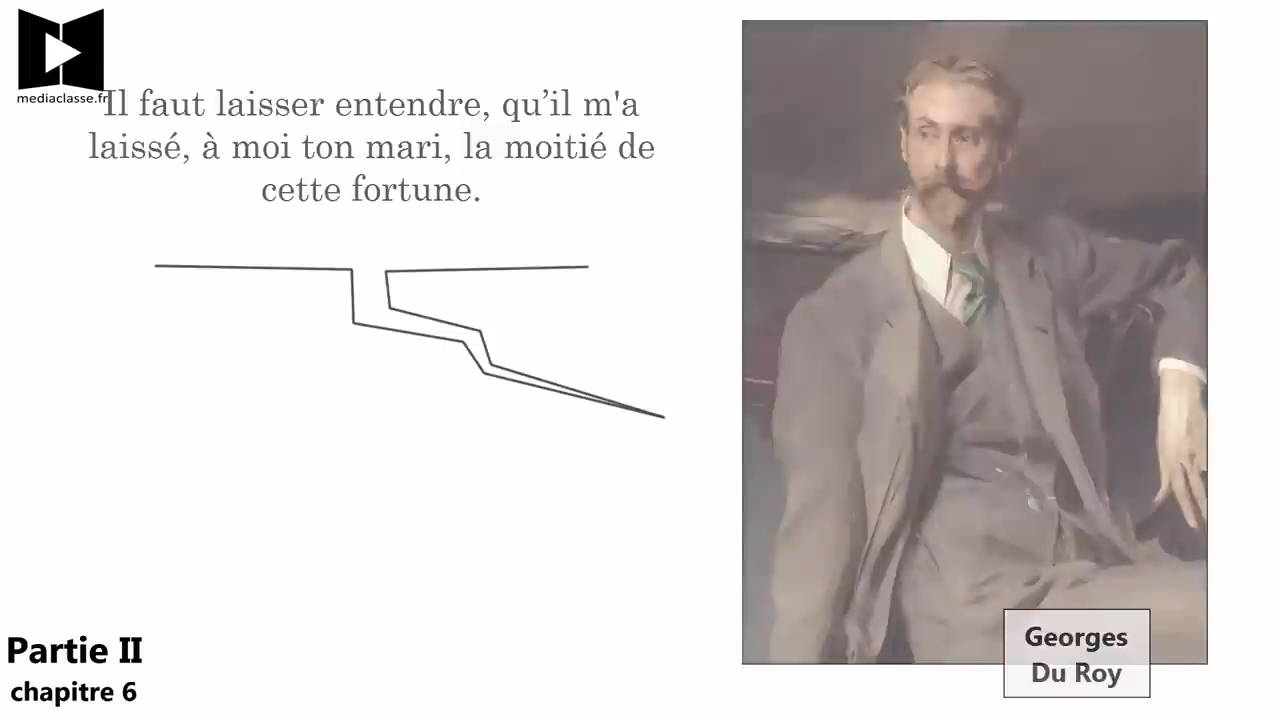 mediaclasse.fr
Il faut laisser entendre, qu’il m'a
laissé, à moi ton mari, la moitié de
cette fortune.
Partie II
chapitre 6
Georges
Du Roy